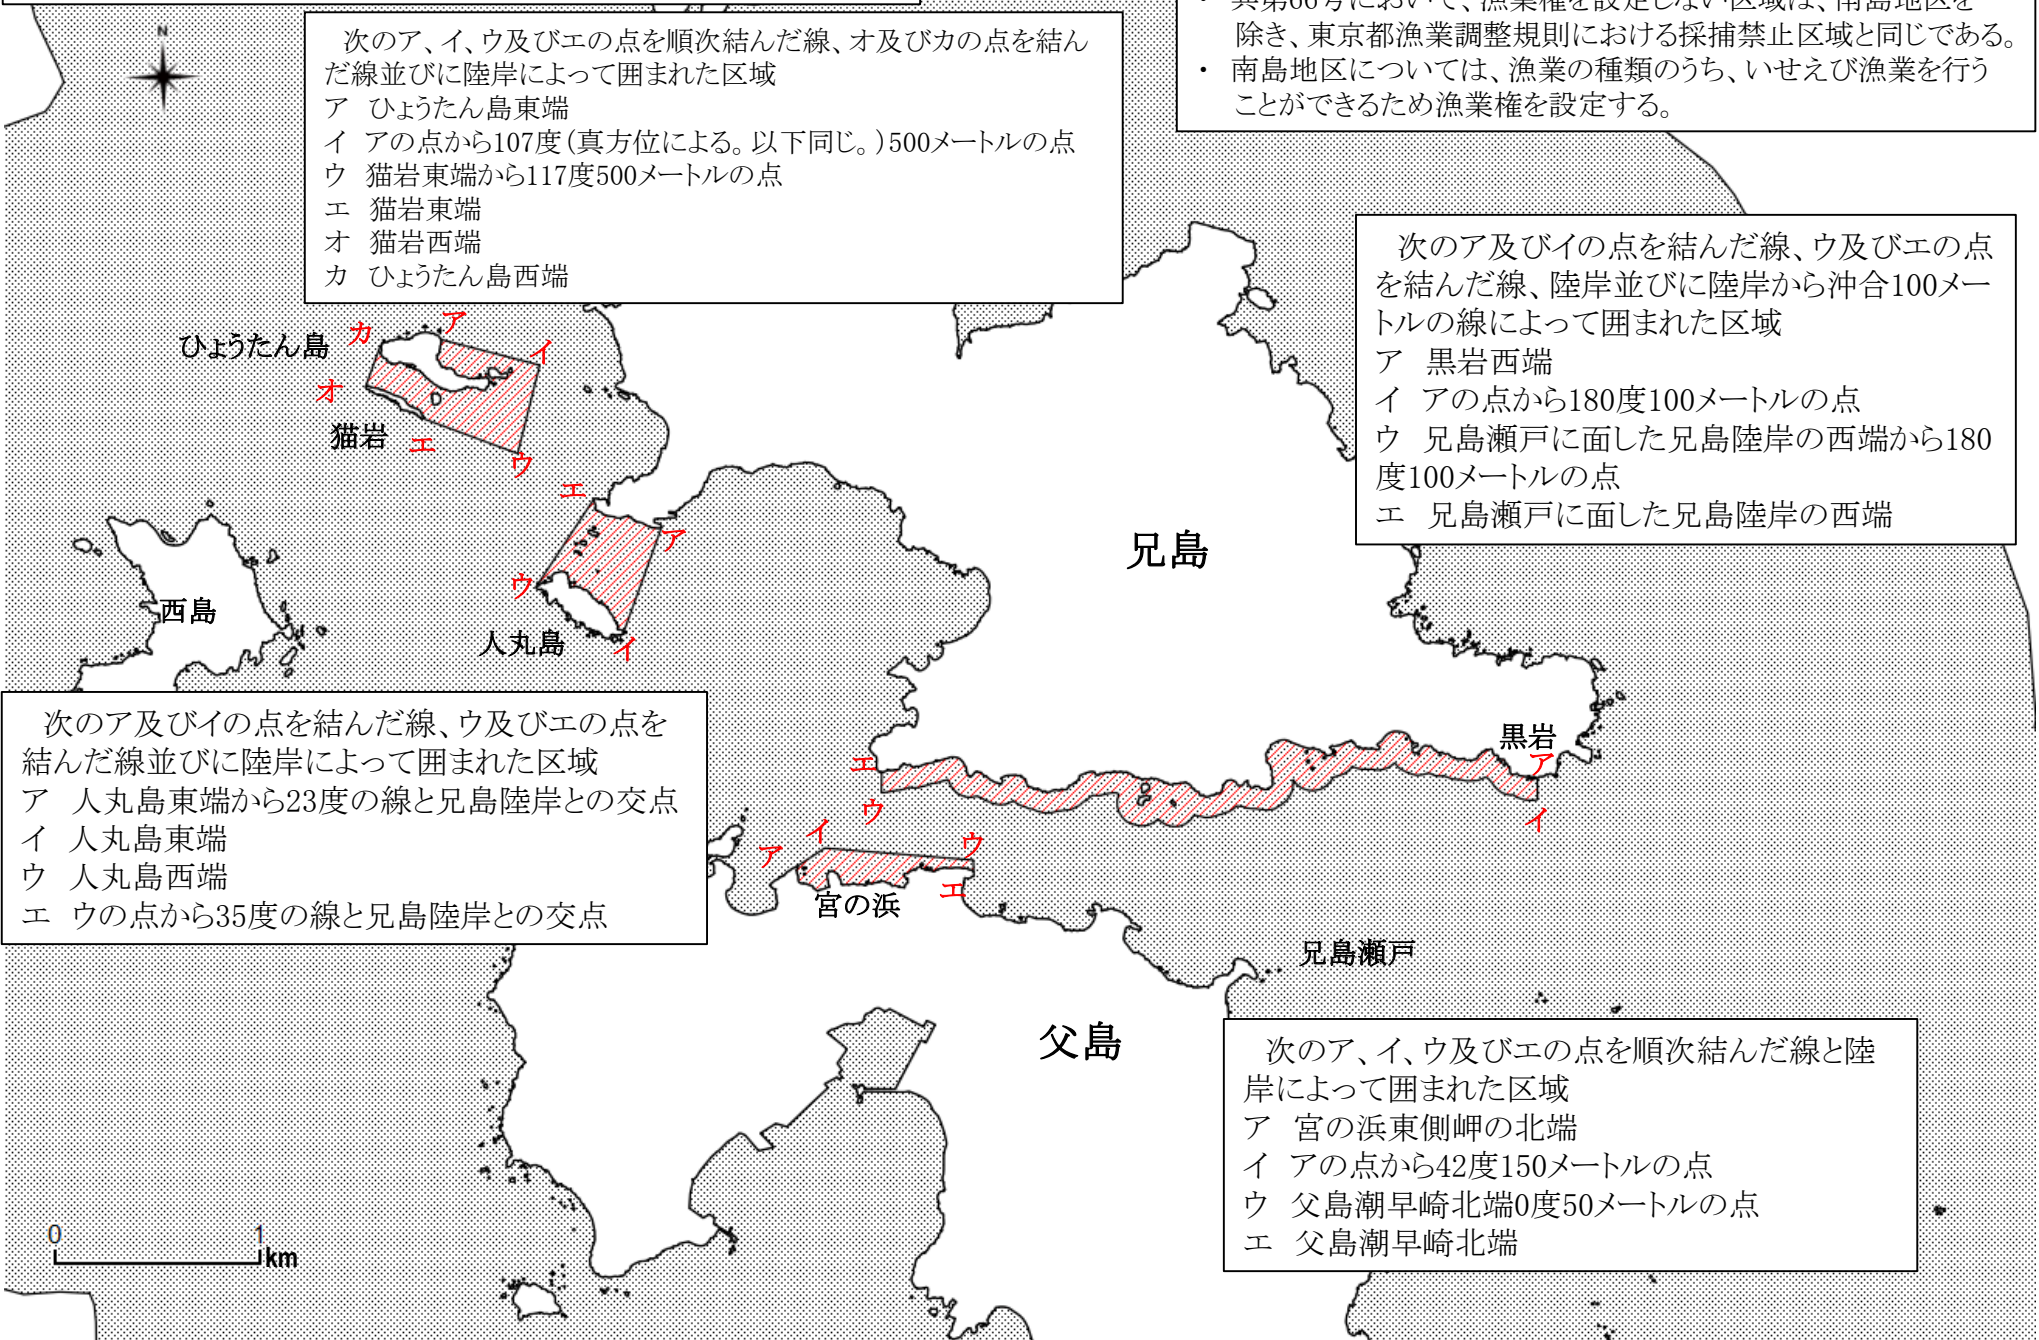 ・ 共第66号において、漁業権を設定しない区域は、南島地区を
除き、東京都漁業調整規則における採捕禁止区域と同じである。
・ 南島地区については、漁業の種類のうち、いせえび漁業を行う
ことができるため漁業権を設定する。
次のア、イ、ウ及びエの点を順次結んだ線、オ及びカの点を結ん
だ線並びに陸岸によって囲まれた区域
ア ひょうたん島東端
イ アの点から107度(真方位による。以下同じ。)500メートルの点
ウ 猫岩東端から117度500メートルの点
エ 猫岩東端
オ 猫岩西端
カ ひょうたん島西端
N
次のア及びイの点を結んだ線、ウ及びエの点
を結んだ線、陸岸並びに陸岸から沖合100メー
トルの線によって囲まれた区域
ア 黒岩西端
イ アの点から180度100メートルの点
ウ 兄島瀬戸に面した兄島陸岸の西端から180
度100メートルの点
エ 兄島瀬戸に面した兄島陸岸の西端
カ
ア
イ
ひょうたん島
オ
猫岩
エ
ウ
エ
ア
ウ
イ
人丸島
西島
兄島
次のア及びイの点を結んだ線、ウ及びエの点を
結んだ線並びに陸岸によって囲まれた区域
ア 人丸島東端から23度の線と兄島陸岸との交点
イ 人丸島東端
ウ 人丸島西端
エ ウの点から35度の線と兄島陸岸との交点
黒岩
ア
イ
エ
ウ
ア
イ
ウ
エ
宮の浜
兄島瀬戸
父島
次のア、イ、ウ及びエの点を順次結んだ線と陸
岸によって囲まれた区域
ア 宮の浜東側岬の北端
イ アの点から42度150メートルの点
ウ 父島潮早崎北端0度50メートルの点
エ 父島潮早崎北端
0 1
km